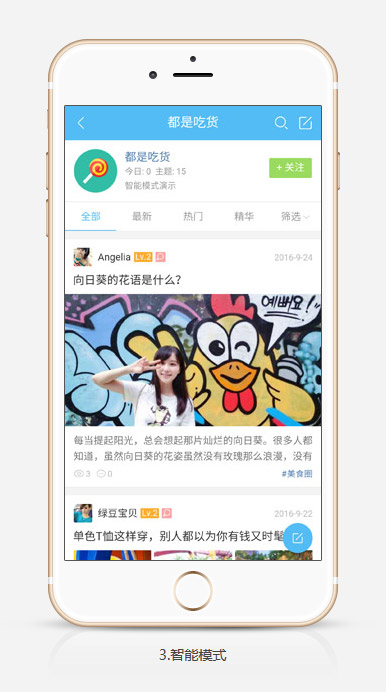 都是吃货
都是吃货
今日: 0 主题: 15
智能模式演示
+ 关注
全部 最新 热门 精华 筛选
Angelia Lv.2 2016-9-24
向日葵的花语是什么?
예뻐요!
每当提起阳光，总会想起那片灿烂的向日葵。很多人都
知道，虽然向日葵的花姿虽然没有玫瑰那么浪漫，没有
3 0 #美食圈
绿豆宝贝 Lv.2 2016-9-22
单色T恤这样穿，别人都以为你有钱又时髦
3.智能模式